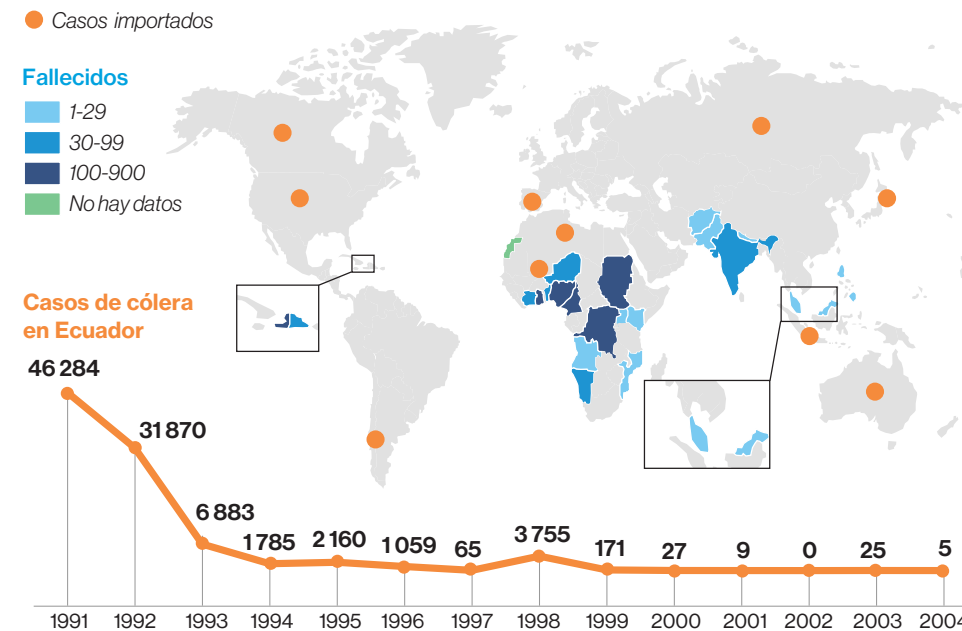 Casos importados
Fallecidos
1-29
30-99
100-900
No hay datos
Casos de cólera
en Ecuador
46 284
31 870
6 883
1 785
2 160
1 059
65
3 755
171
27
9
0
25
5
1991 1992 1993 1994 1995 1996 1997 1998 1999 2000 2001 2002 2003 2004